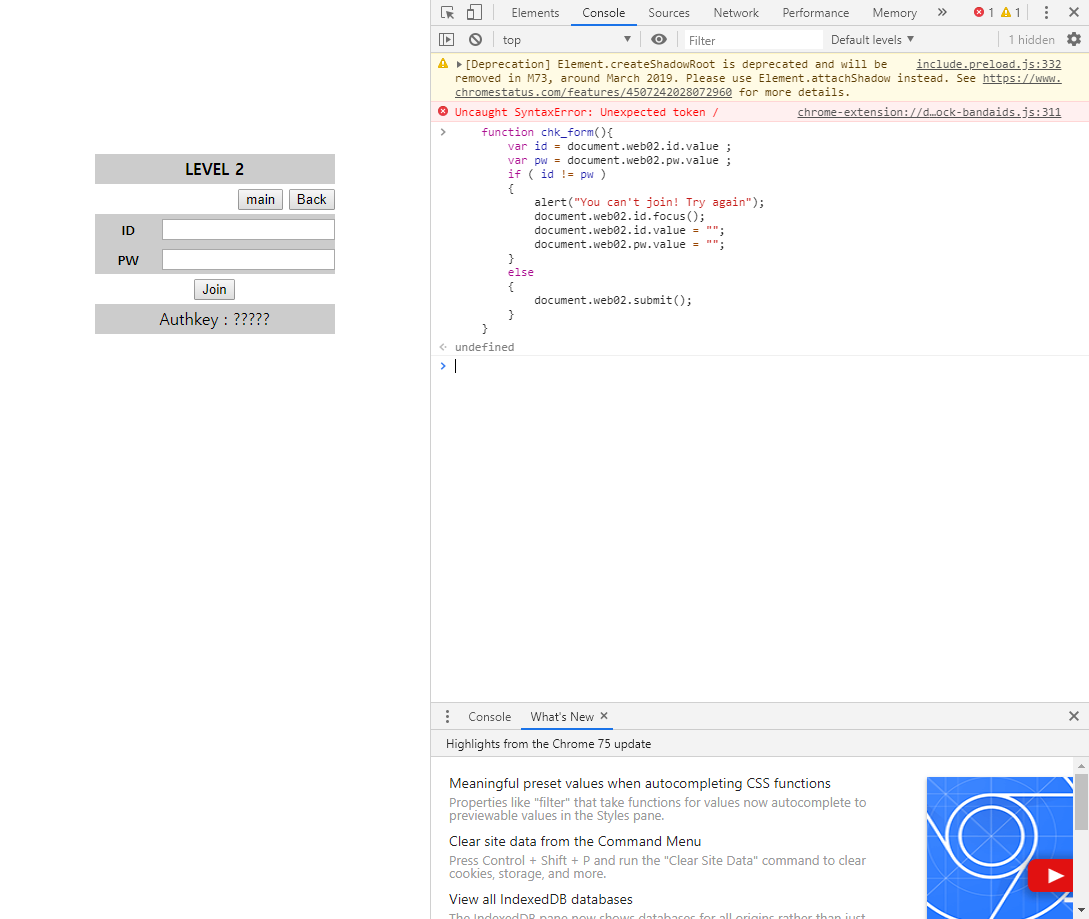 LEVEL 2
main Back
ID
PW
Join
Authkey : ?????
Elements Console Sources Network Performance Memory » 1 1
top Filter Default levels 1 hidden
[Deprecation] Element.createShadowRoot is deprecated and will be include.preload.js:332
removed in M73, around March 2019. Please use Element.attachShadow instead. See https://www.
chromestatus.com/features/4507242028072960 for more details.
Uncaught SyntaxError: Unexpected token / chrome-extension://d…ock-bandaids.js:311
function chk_form(){
var id = document.web02.id.value ;
var pw = document.web02.pw.value ;
if ( id != pw )
{
alert("You can't join! Try again");
document.web02.id.focus();
document.web02.id.value = "";
document.web02.pw.value = "";
}
else
{
document.web02.submit();
}
}
undefined
Console What's New
Highlights from the Chrome 75 update
Meaningful preset values when autocompleting CSS functions
Properties like "filter" that take functions for values now autocomplete to
previewable values in the Styles pane.
Clear site data from the Command Menu
Press Control + Shift + P and run the "Clear Site Data" command to clear
cookies, storage, and more.
View all IndexedDB databases
The IndexedDB pane now shows databases for all origins rather than just